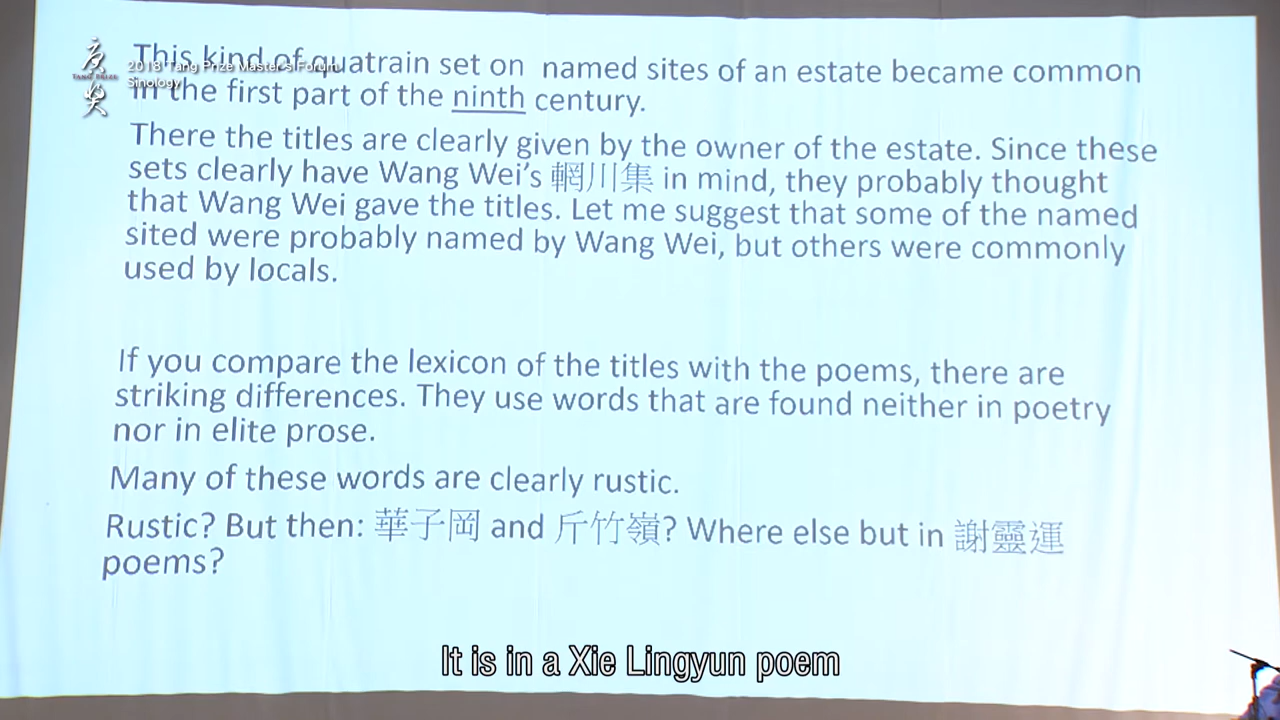 唐獎
TANG PRIZE
2018 Tang Prize Masters' Forum
Sinology
This kind of quatrain set on named sites of an estate became common
in the first part of the ninth century.
There the titles are clearly given by the owner of the estate. Since these
sets clearly have Wang Wei's 輞川集 in mind, they probably thought
that Wang Wei gave the titles. Let me suggest that some of the named
sited were probably named by Wang Wei, but others were commonly
used by locals.
If you compare the lexicon of the titles with the poems, there are
striking differences. They use words that are found neither in poetry
nor in elite prose.
Many of these words are clearly rustic.
Rustic? But then: 華子岡 and 斤竹嶺? Where else but in 謝靈運
poems?
It is in a Xie Lingyun poem